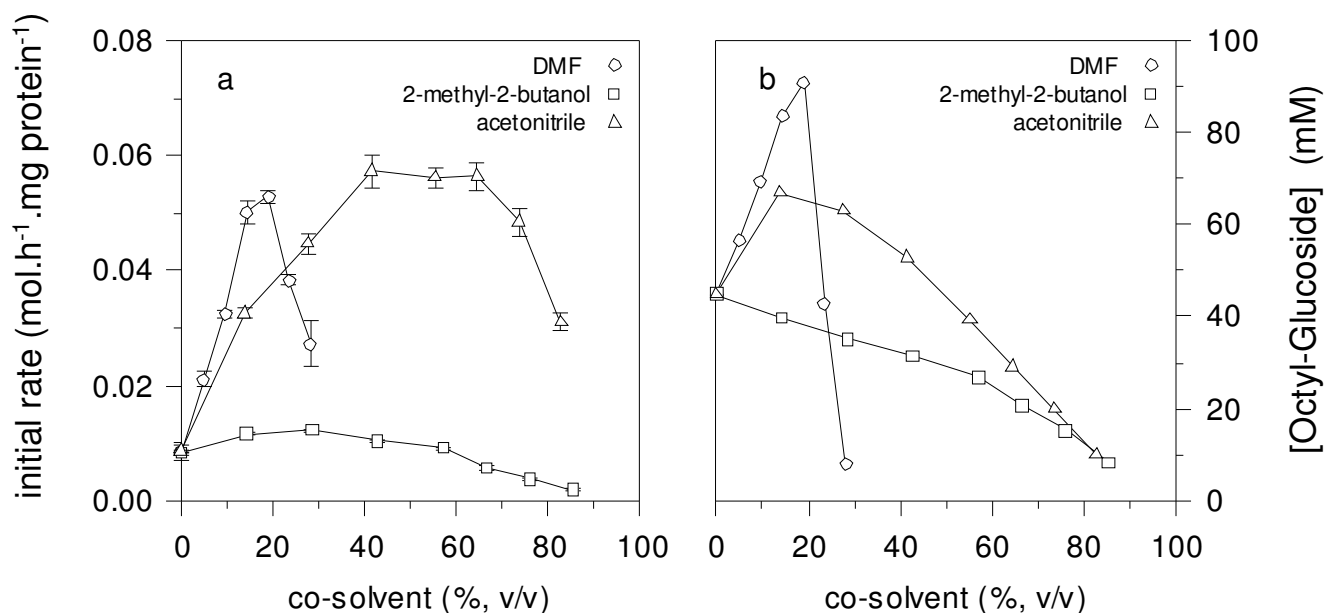 initial rate (mol.h⁻¹.mg protein⁻¹)
0.08
0.06
0.04
0.02
0.00
a
DMF
2-methyl-2-butanol
acetonitrile
0 20 40 60 80 100
co-solvent (%, v/v)
b
DMF
2-methyl-2-butanol
acetonitrile
0 20 40 60 80 100
co-solvent (%, v/v)
100
80
60
40
20
0
[Octyl-Glucoside] (mM)